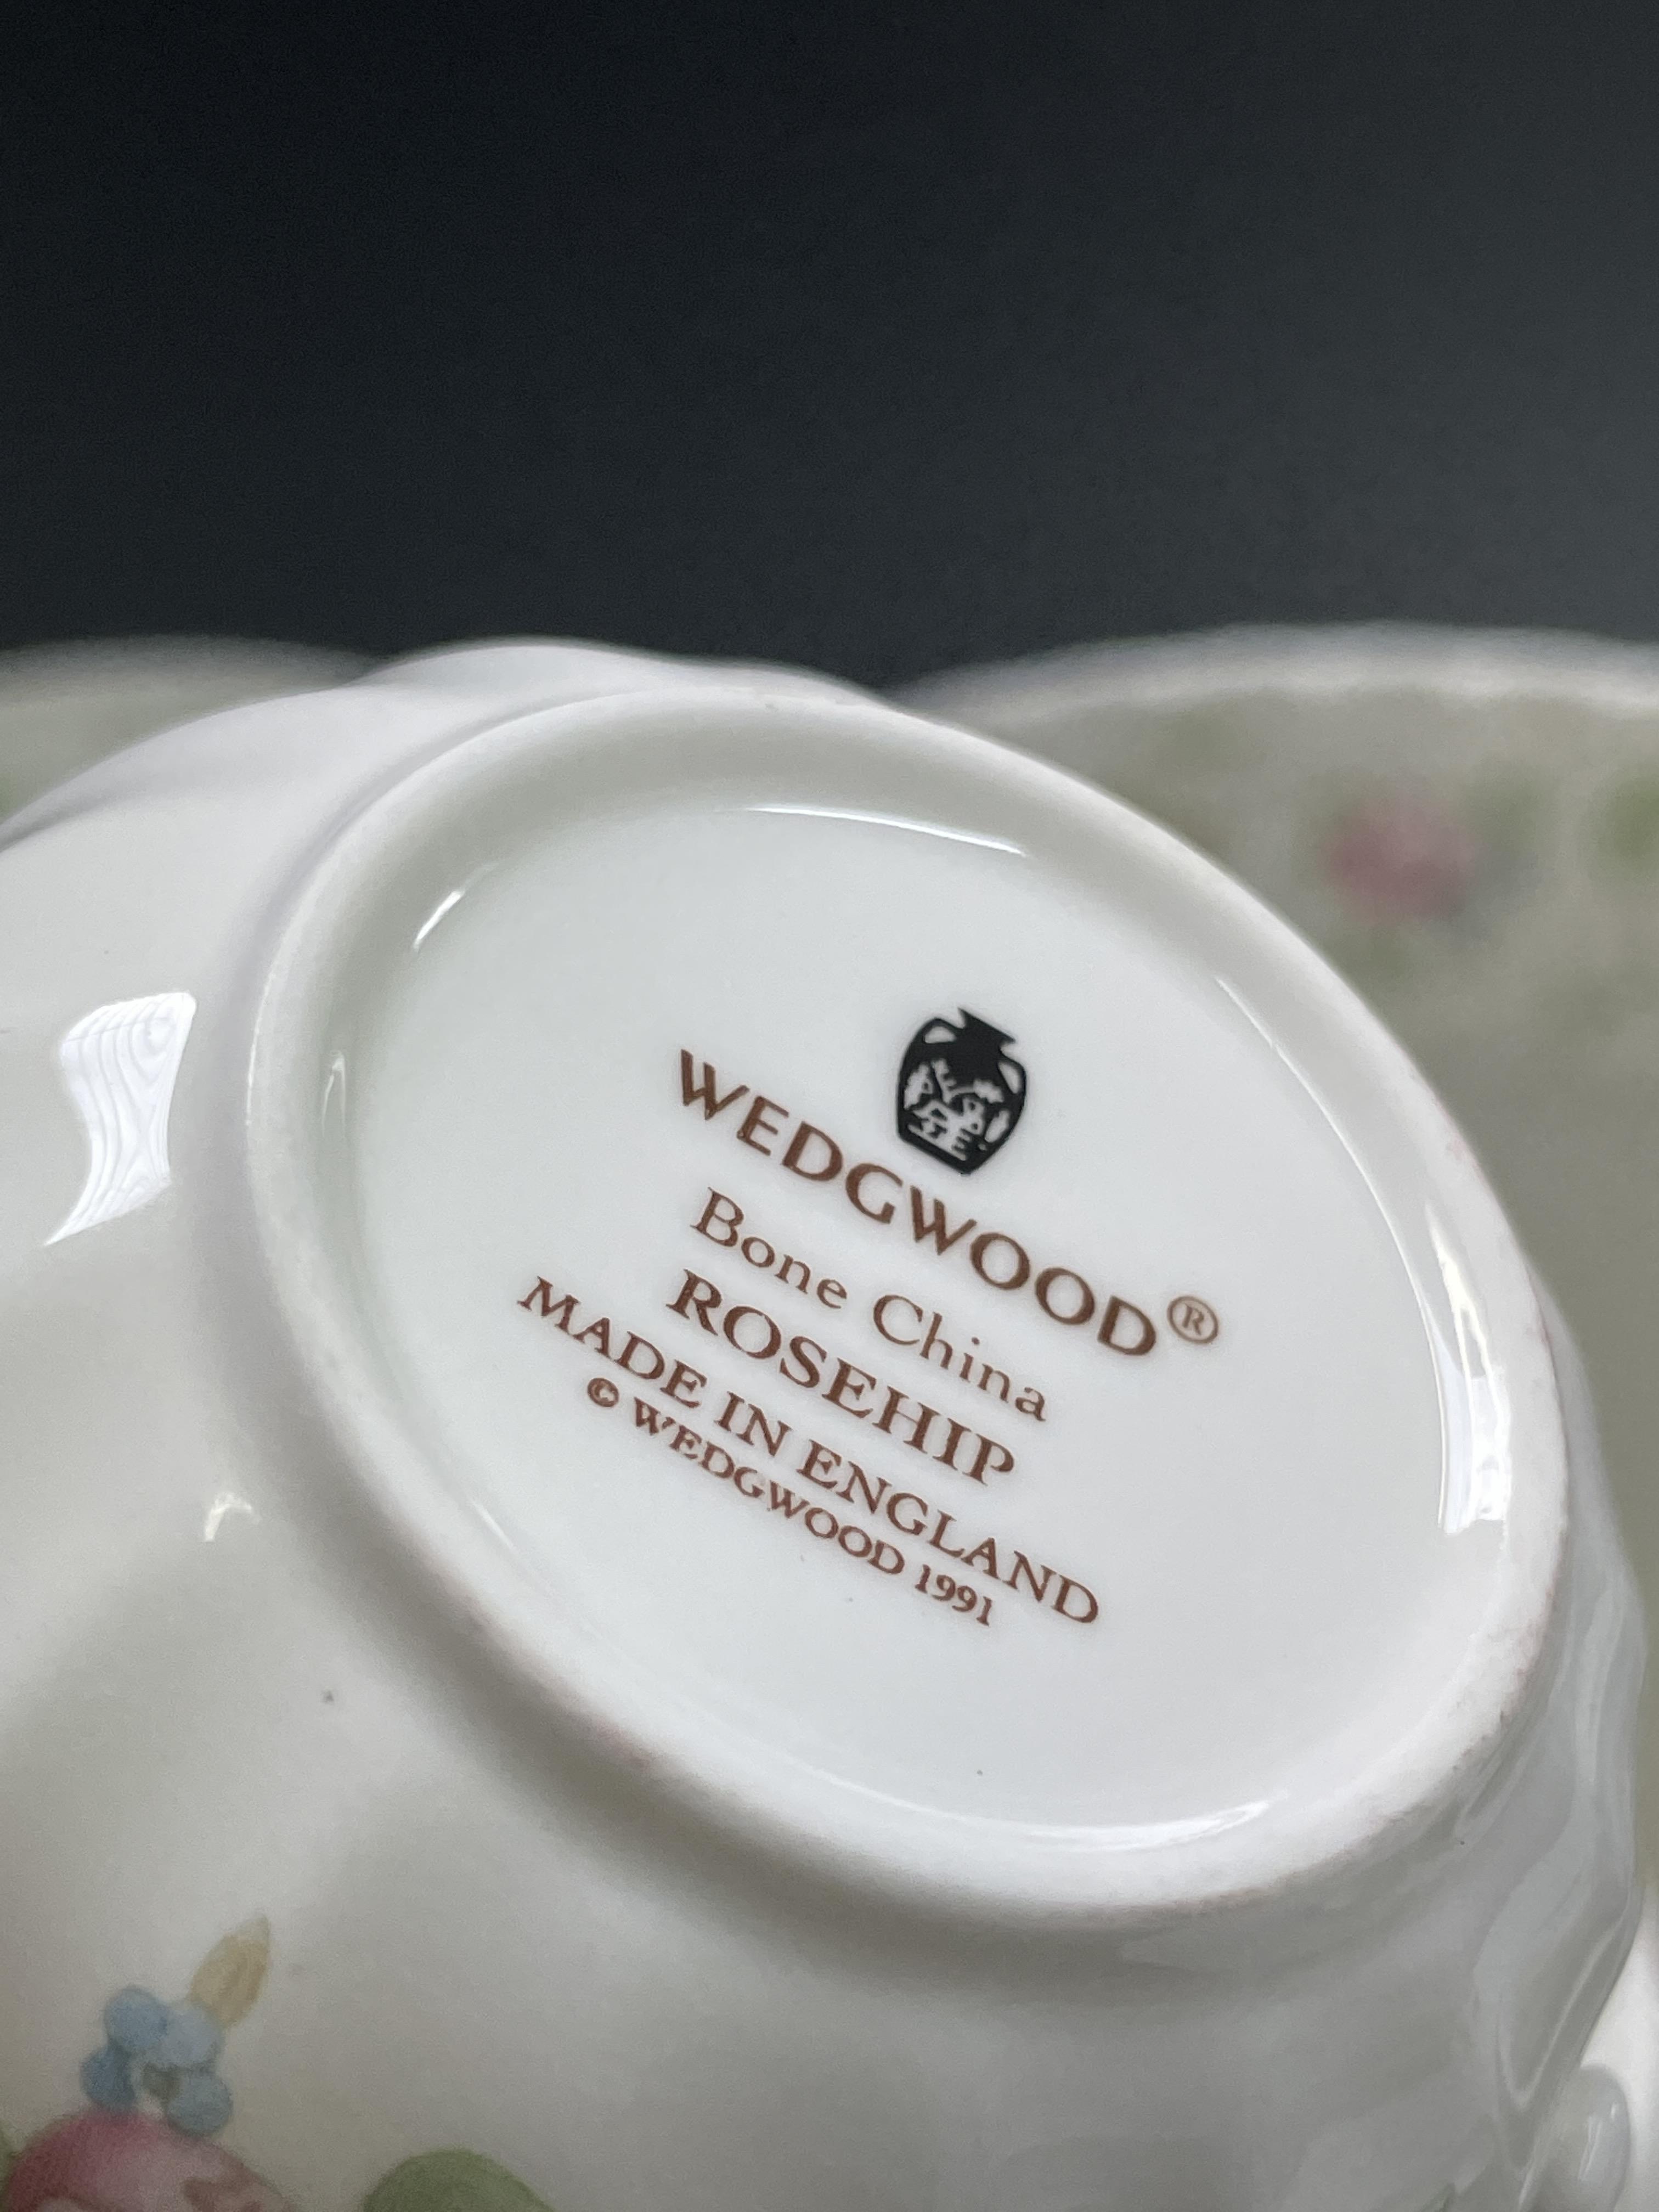 WEDGWOOD®
Bone China
ROSEHIP
MADE IN ENGLAND
© WEDGWOOD 1991